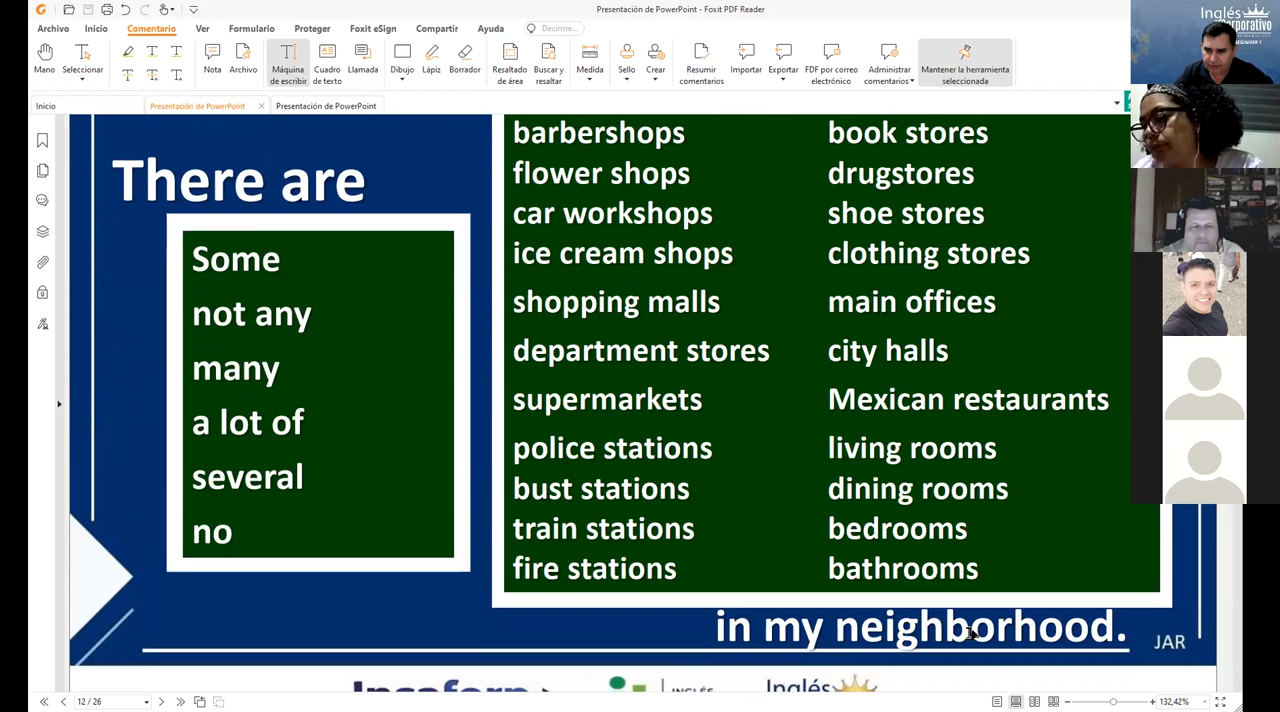 Presentación de PowerPoint - Foxit PDF Reader
Archivo Inicio Comentario Ver Formulario Proteger Foxit eSign Compartir Ayuda Decirme...
Mano Seleccionar Nota Archivo Máquina de escribir Cuadro de texto Llamada Dibujo Lápiz Borrador Resaltado de área Buscar y resaltar Medida Sello Crear Resumir comentarios Importar Exportar PDF por correo electrónico Administrar comentarios Mantener la herramienta seleccionada
Inicio Presentación de PowerPoint Presentación de PowerPoint
Inglés
Corporativo
There are
Some
not any
many
a lot of
several
no
barbershops book stores
flower shops drugstores
car workshops shoe stores
ice cream shops clothing stores
shopping malls main offices
department stores city halls
supermarkets Mexican restaurants
police stations living rooms
bust stations dining rooms
train stations bedrooms
fire stations bathrooms
in my neighborhood.
JAR
Insaforp INGLÉS Inglés
12 / 26 132,42%